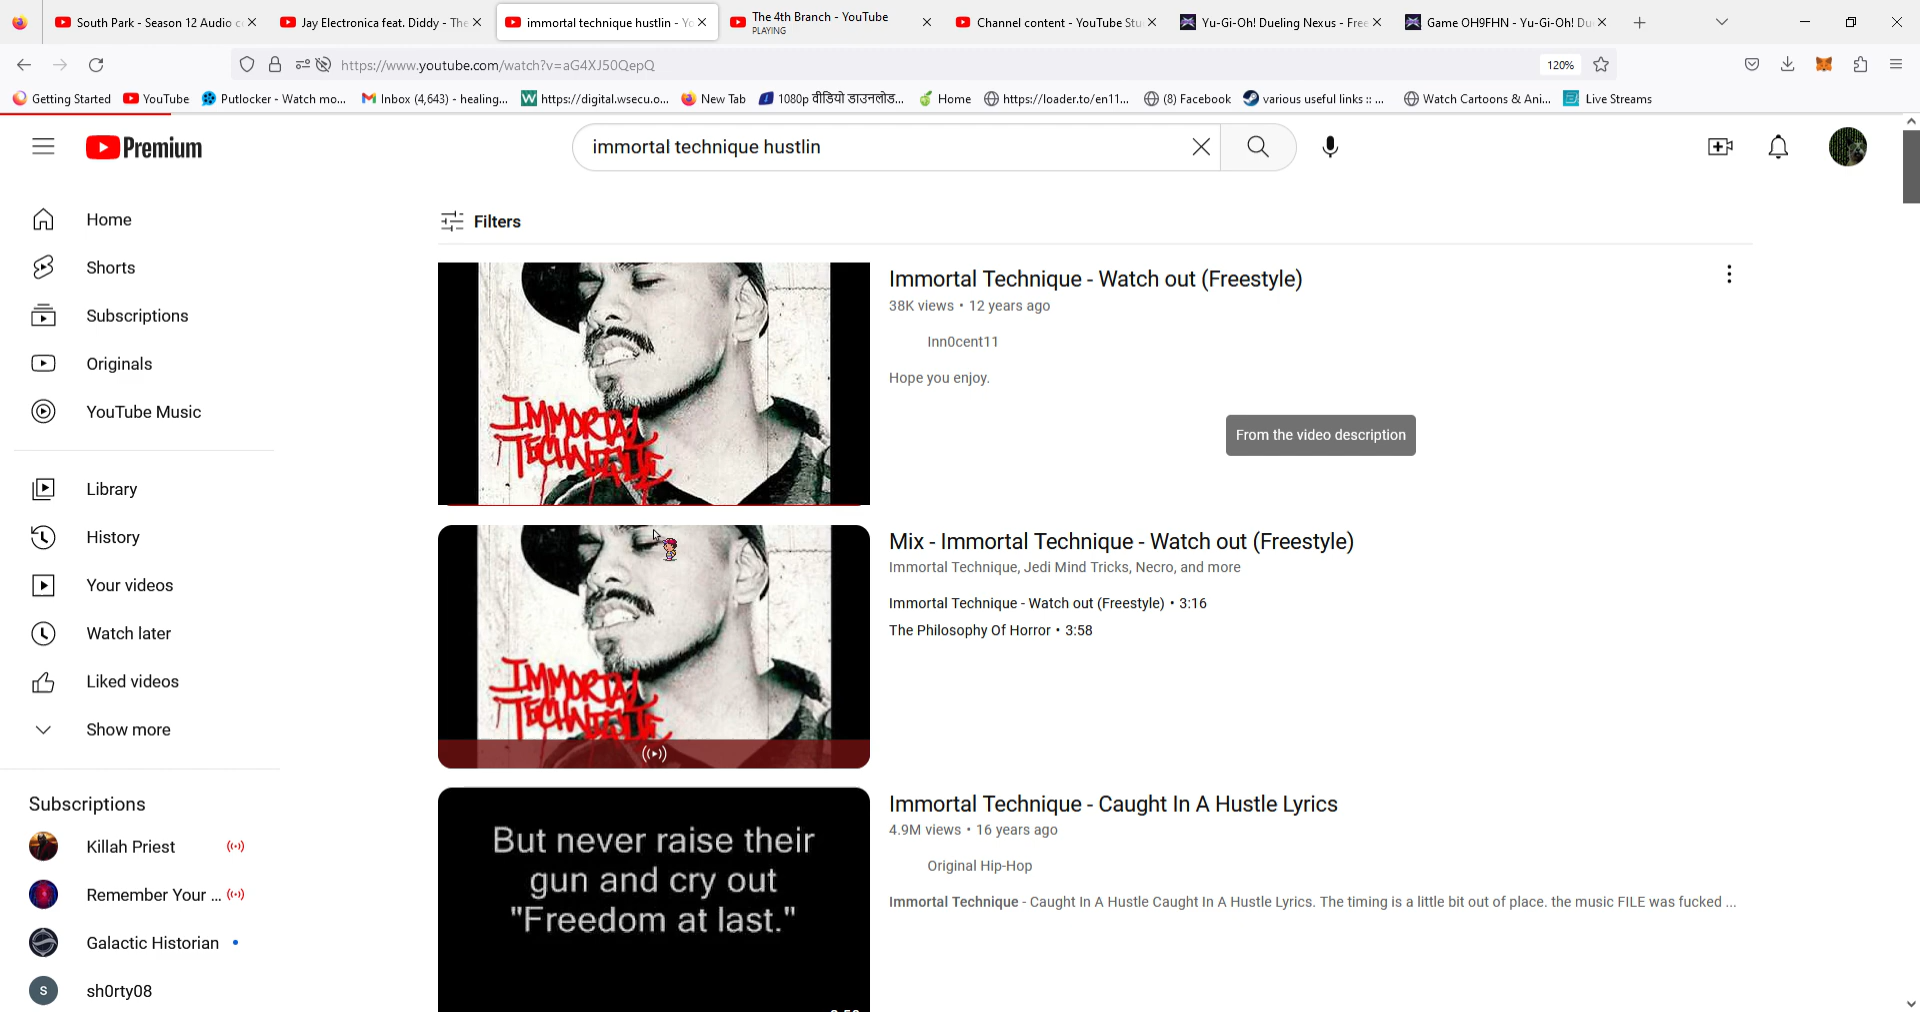 South Park - Season 12 Audio c
Jay Electronica feat. Diddy - The
immortal technique hustlin - Yo
The 4th Branch - YouTube
PLAYING
Channel content - YouTube Stu
Yu-Gi-Oh! Dueling Nexus - Free
Game OH9FHN - Yu-Gi-Oh! Du
https://www.youtube.com/watch?v=aG4XJ50QepQ
120%
Getting Started
YouTube
Putlocker - Watch mo...
Inbox (4,643) - healing...
https://digital.wsecu.o...
New Tab
1080p वीडियो डाउनलोड...
Home
https://loader.to/en11...
(8) Facebook
various useful links :: ...
Watch Cartoons & Ani...
Live Streams
Premium
immortal technique hustlin
Home
Shorts
Subscriptions
Originals
YouTube Music
Library
History
Your videos
Watch later
Liked videos
Show more
Subscriptions
Killah Priest
Remember Your ...
Galactic Historian
S
sh0rty08
Filters
IMMORTAL
TECHNIQUE
Immortal Technique - Watch out (Freestyle)
38K views • 12 years ago
Inn0cent11
Hope you enjoy.
From the video description
IMMORTAL
TECHNIQUE
Mix - Immortal Technique - Watch out (Freestyle)
Immortal Technique, Jedi Mind Tricks, Necro, and more
Immortal Technique - Watch out (Freestyle) • 3:16
The Philosophy Of Horror • 3:58
But never raise their
gun and cry out
"Freedom at last."
Immortal Technique - Caught In A Hustle Lyrics
4.9M views • 16 years ago
Original Hip-Hop
Immortal Technique - Caught In A Hustle Caught In A Hustle Lyrics. The timing is a little bit out of place. the music FILE was fucked ...